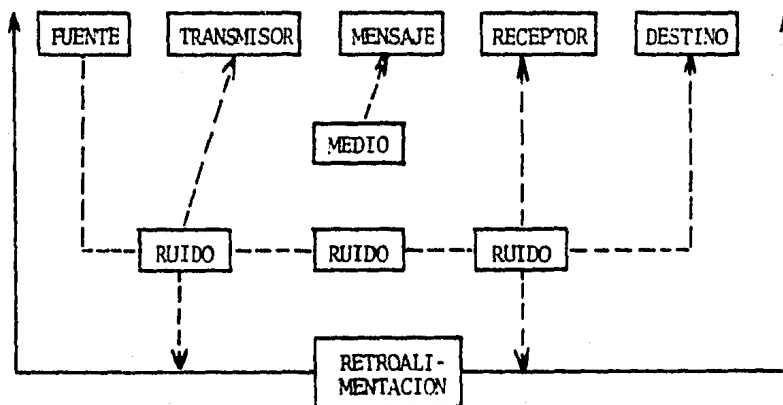 FUENTE
TRANSMISOR
MENSAJE
RECEPTOR
DESTINO
MEDIO
RUIDO
RUIDO
RUIDO
RETROALI-
MENTACION